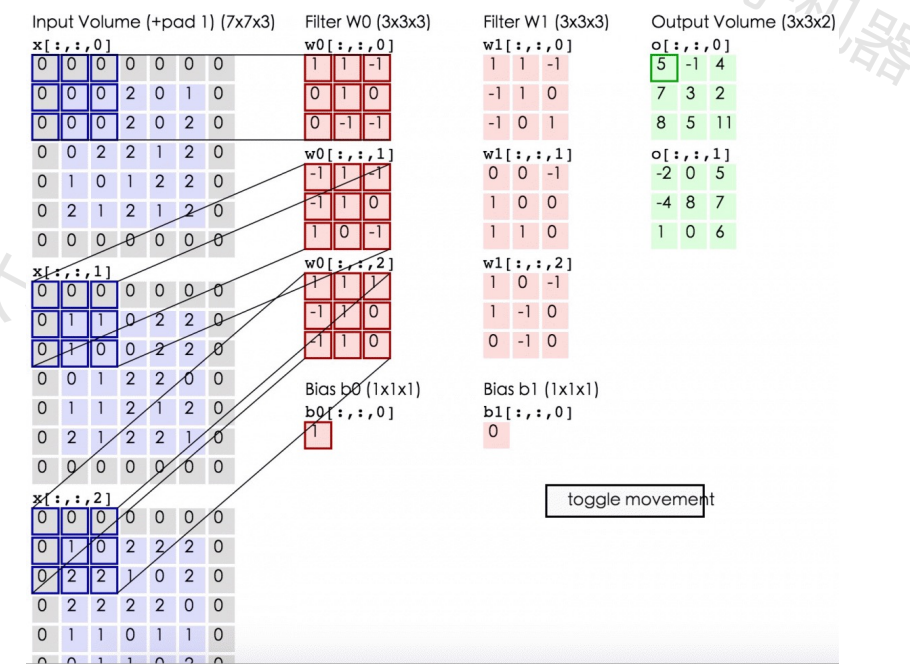 Input Volume (+pad 1) (7x7x3)
x[:,:,0]
0 0 0 0 0 0 0
0 0 0 2 0 1 0
0 0 0 2 0 2 0
0 0 2 2 1 2 0
0 1 0 1 2 2 0
0 2 1 2 1 2 0
0 0 0 0 0 0 0
x[:,:,1]
0 0 0 0 0 0 0
0 1 1 0 2 2 0
0 1 0 0 2 2 0
0 0 1 2 2 0 0
0 1 1 2 1 2 0
0 2 1 2 2 1 0
0 0 0 0 0 0 0
x[:,:,2]
0 0 0 0 0 0 0
0 1 0 2 2 2 0
0 2 2 1 0 2 0
0 2 2 2 2 0 0
0 1 1 0 1 1 0
0 0 1 1 0 2 0
Filter W0 (3x3x3)
w0[:,:,0]
1 1 -1
0 1 0
0 -1 -1
w0[:,:,1]
-1 1 -1
-1 1 0
1 0 -1
w0[:,:,2]
1 1 1
-1 1 0
-1 1 0
Bias b0 (1x1x1)
b0[:,:,0]
1
Filter W1 (3x3x3)
w1[:,:,0]
1 1 -1
-1 1 0
-1 0 1
w1[:,:,1]
0 0 -1
1 0 0
1 1 0
w1[:,:,2]
1 0 -1
1 -1 0
0 -1 0
Bias b1 (1x1x1)
b1[:,:,0]
0
Output Volume (3x3x2)
o[:,:,0]
5 -1 4
7 3 2
8 5 11
o[:,:,1]
-2 0 5
-4 8 7
1 0 6
toggle movement
机器